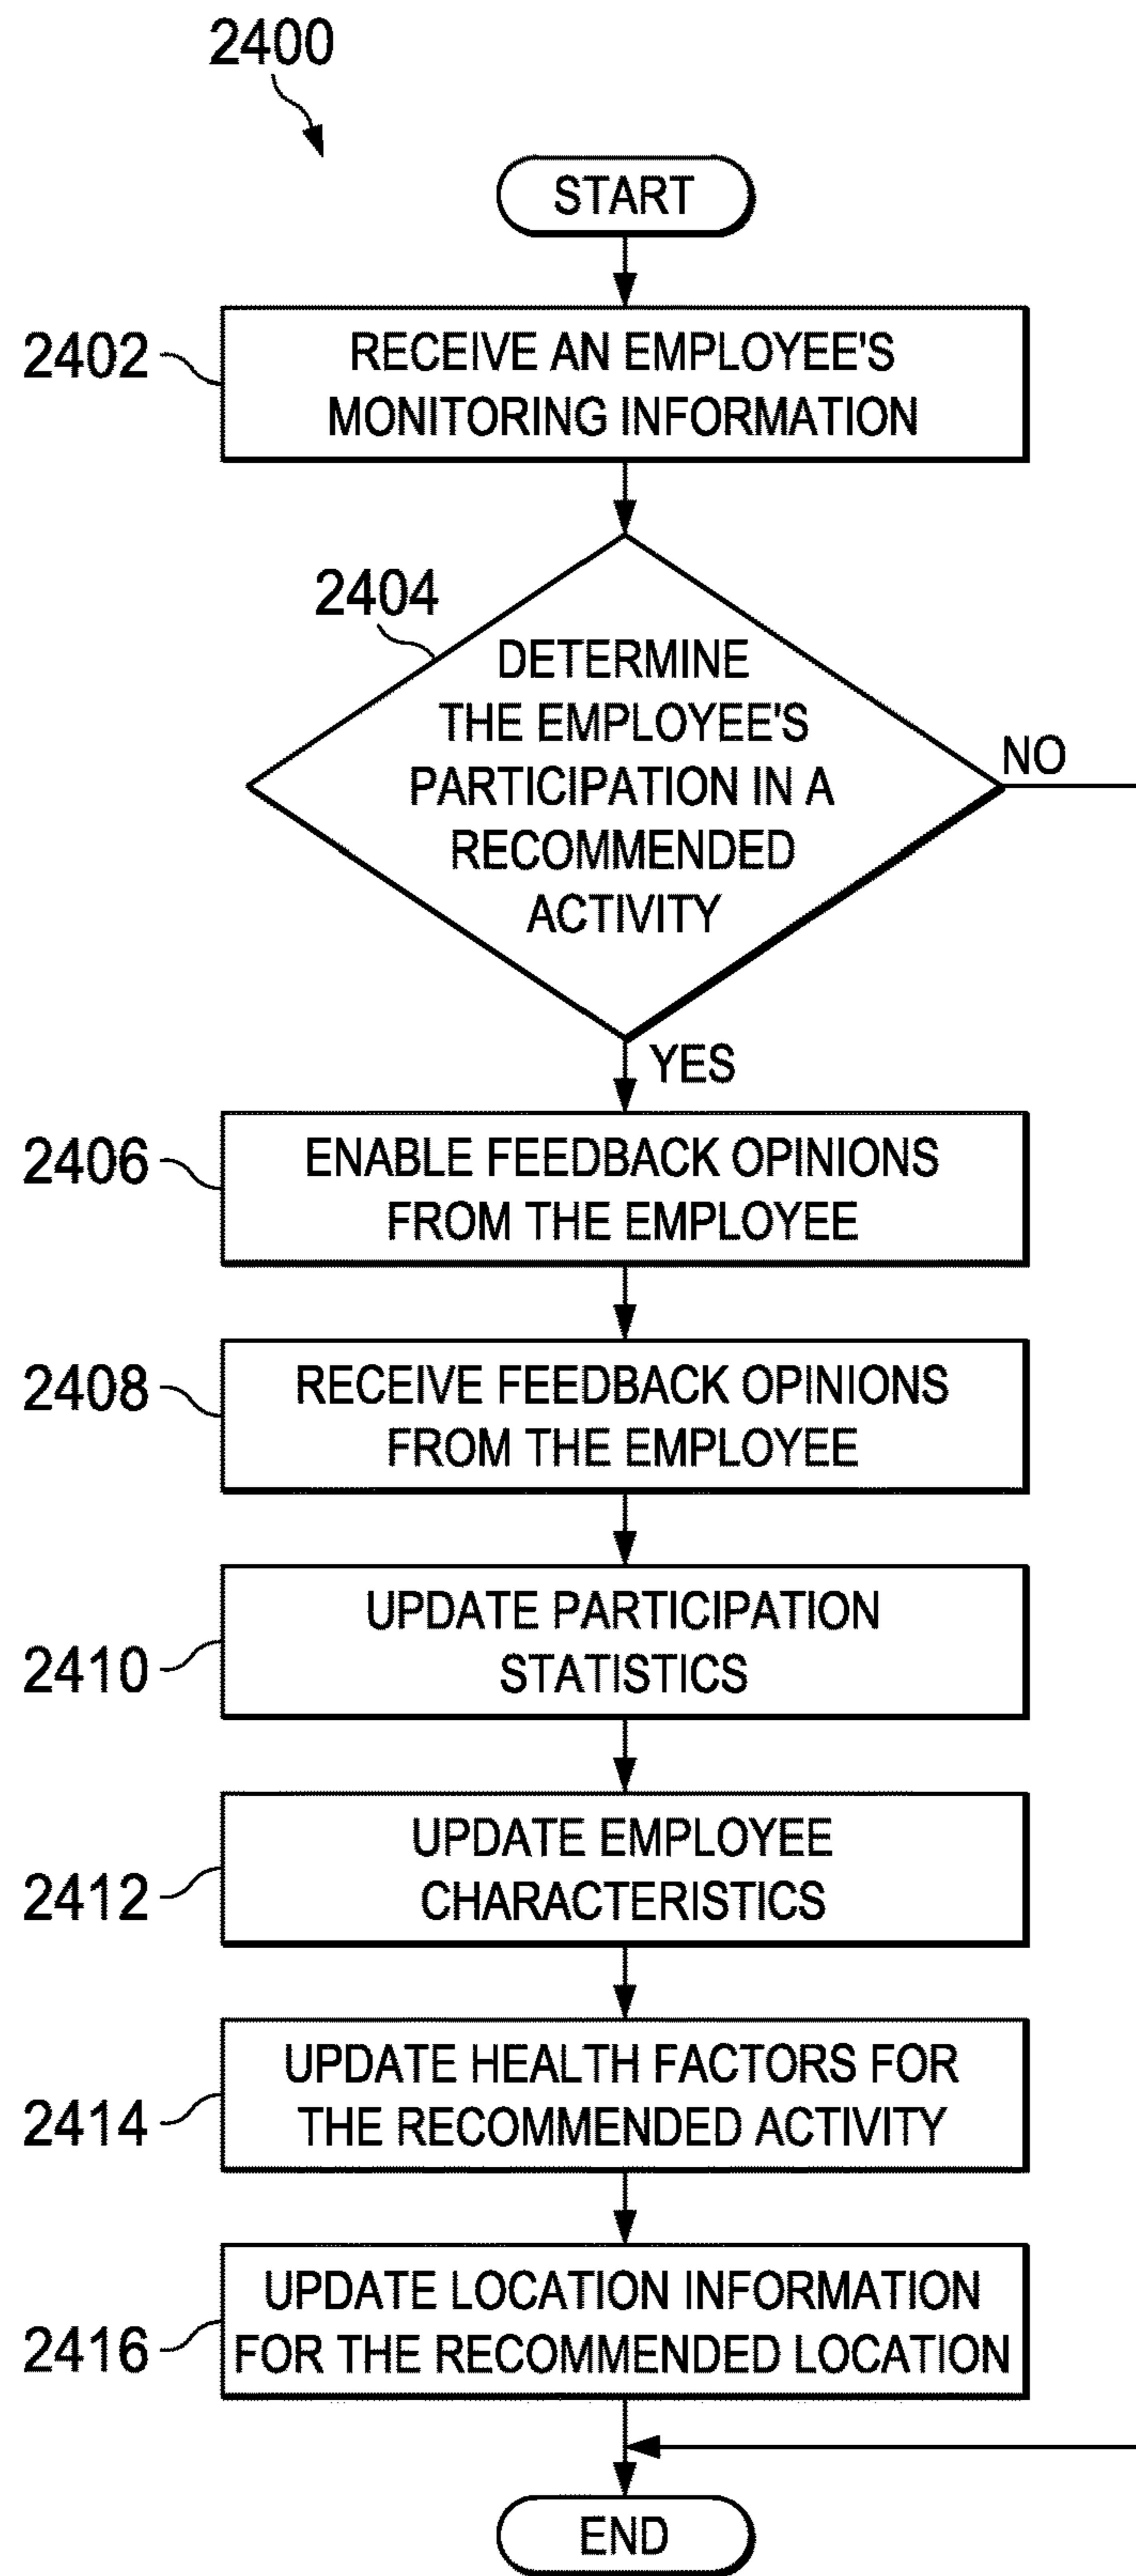 2400
START
2402
RECEIVE AN EMPLOYEE'S
MONITORING INFORMATION
2404
DETERMINE
THE EMPLOYEE'S
PARTICIPATION IN A
RECOMMENDED
ACTIVITY
NO
YES
2406
ENABLE FEEDBACK OPINIONS
FROM THE EMPLOYEE
2408
RECEIVE FEEDBACK OPINIONS
FROM THE EMPLOYEE
2410
UPDATE PARTICIPATION
STATISTICS
2412
UPDATE EMPLOYEE
CHARACTERISTICS
2414
UPDATE HEALTH FACTORS FOR
THE RECOMMENDED ACTIVITY
2416
UPDATE LOCATION INFORMATION
FOR THE RECOMMENDED LOCATION
END